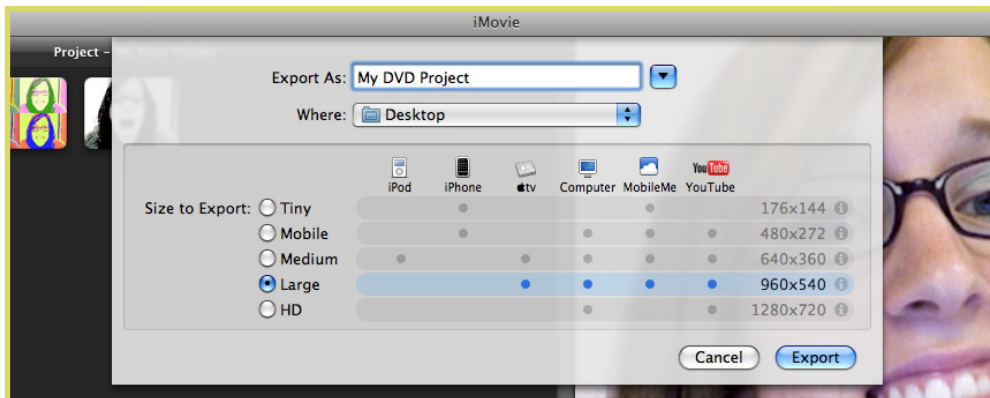 iMovie
Project –
Export As: My DVD Project
Where: Desktop
iPod iPhone tv Computer MobileMe YouTube
Size to Export: Tiny 176x144
Mobile 480x272
Medium 640x360
Large 960x540
HD 1280x720
Cancel Export